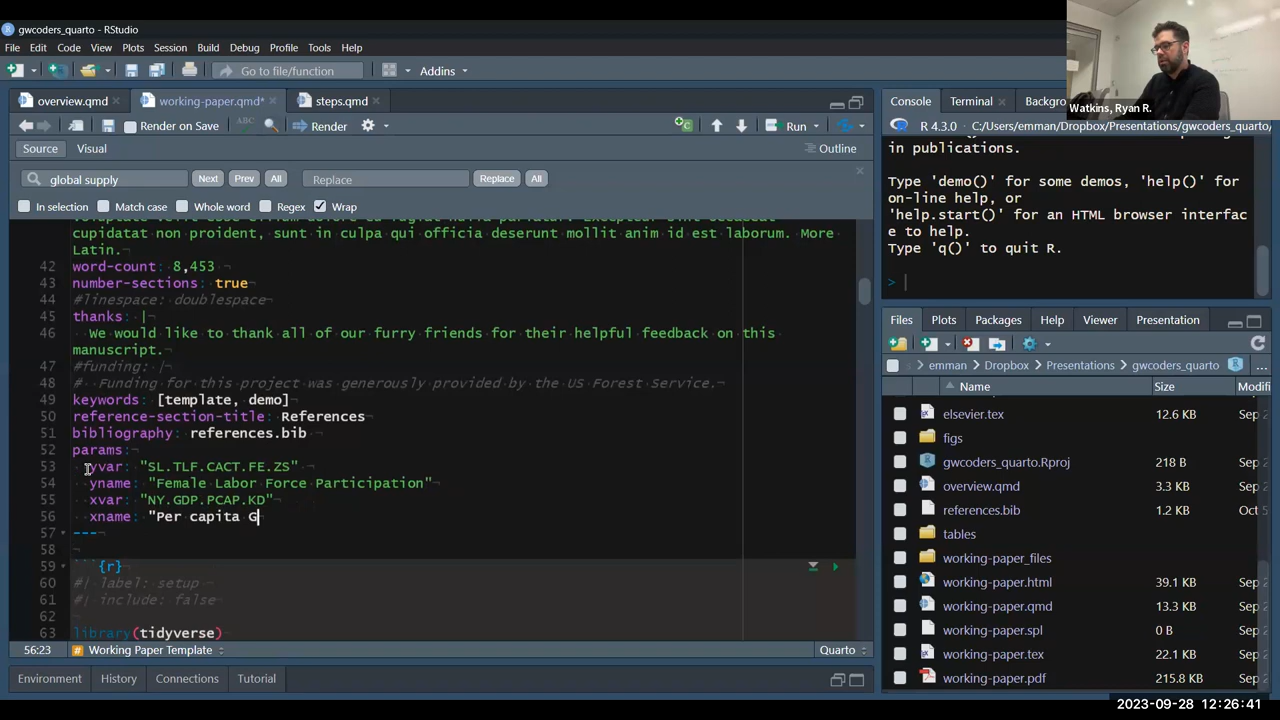 gwcoders_quarto - RStudio
File Edit Code View Plots Session Build Debug Profile Tools Help
Go to file/function
Addins
overview.qmd
working-paper.qmd*
steps.qmd
Render on Save
ABC
Render
Run
Source
Visual
Outline
global supply
Next
Prev
All
Replace
Replace
All
In selection
Match case
Whole word
Regex
Wrap
cupidatat non proident, sunt in culpa qui officia deserunt mollit anim id est laborum. More
Latin.
42 word-count: 8,453
43 number-sections: true
44 #linespace: doublespace
45 thanks: |
46 We would like to thank all of our furry friends for their helpful feedback on this
manuscript.
47 #funding: |
48 # Funding for this project was generously provided by the US Forest Service.
49 keywords: [template, demo]
50 reference-section-title: References
51 bibliography: references.bib
52 params:
53 yvar: "SL.TLF.CACT.FE.ZS"
54 yname: "Female Labor Force Participation"
55 xvar: "NY.GDP.PCAP.KD"
56 xname: "Per capita G
57 ---
58
59 ```{r}
60 #| label: setup
61 #| include: false
62
63 library(tidyverse)
56:23
# Working Paper Template
Quarto
Environment
History
Connections
Tutorial
Watkins, Ryan R.
Console
Terminal
Backgro
R 4.3.0 · C:/Users/emman/Dropbox/Presentations/gwcoders_quarto/
in publications.
Type 'demo()' for some demos, 'help()' for
on-line help, or
'help.start()' for an HTML browser interfac
e to help.
Type 'q()' to quit R.
>
Files
Plots
Packages
Help
Viewer
Presentation
emman
Dropbox
Presentations
gwcoders_quarto
...
Name
Size
Modifi
elsevier.tex 12.6 KB Sep 2
figs
gwcoders_quarto.Rproj 218 B Sep 2
overview.qmd 3.3 KB Sep 2
references.bib 1.2 KB Oct 5
tables
working-paper_files
working-paper.html 39.1 KB Sep 2
working-paper.qmd 13.3 KB Sep 2
working-paper.spl 0 B Sep 2
working-paper.tex 22.1 KB Sep 2
working-paper.pdf 215.8 KB Sep 2
2023-09-28 12:26:41